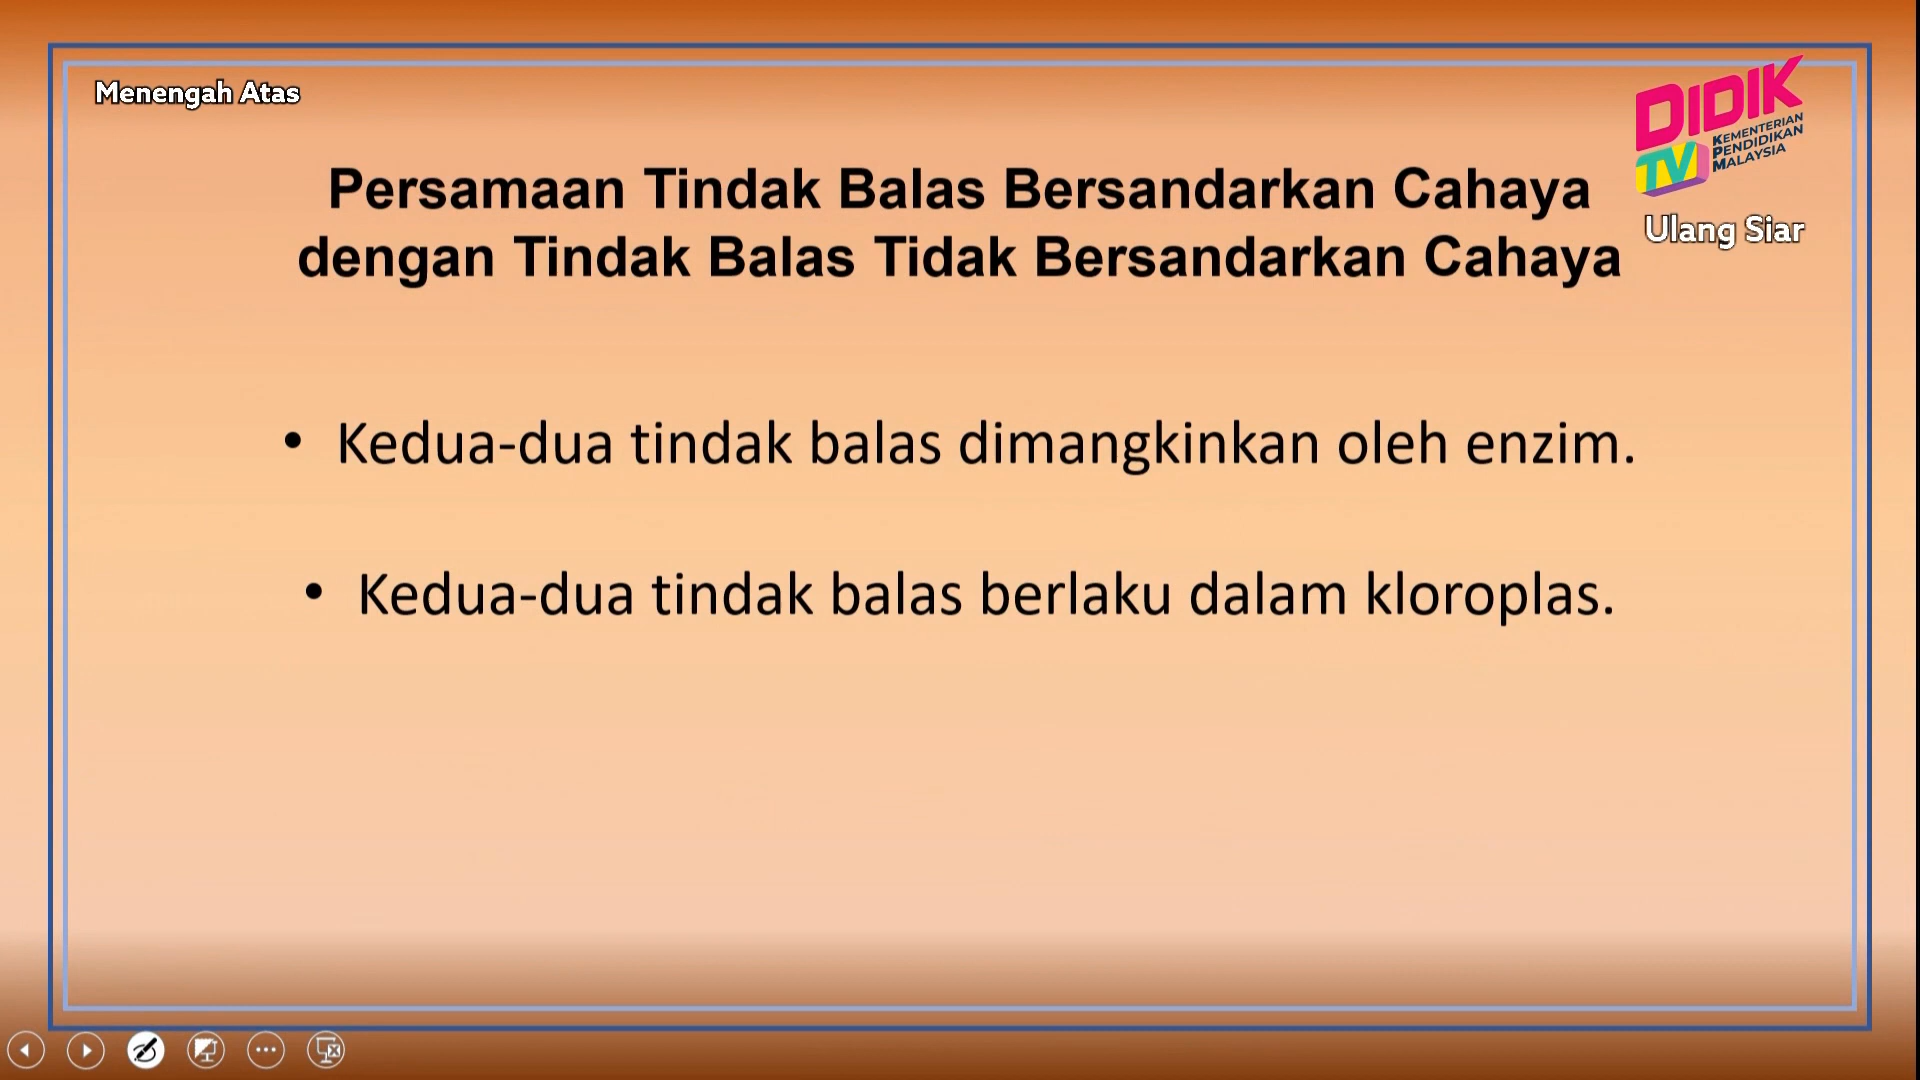 Menengah Atas
DIDIK
TV
KEMENTERIAN
PENDIDIKAN
MALAYSIA
Ulang Siar
Persamaan Tindak Balas Bersandarkan Cahaya
dengan Tindak Balas Tidak Bersandarkan Cahaya
• Kedua-dua tindak balas dimangkinkan oleh enzim.
• Kedua-dua tindak balas berlaku dalam kloroplas.